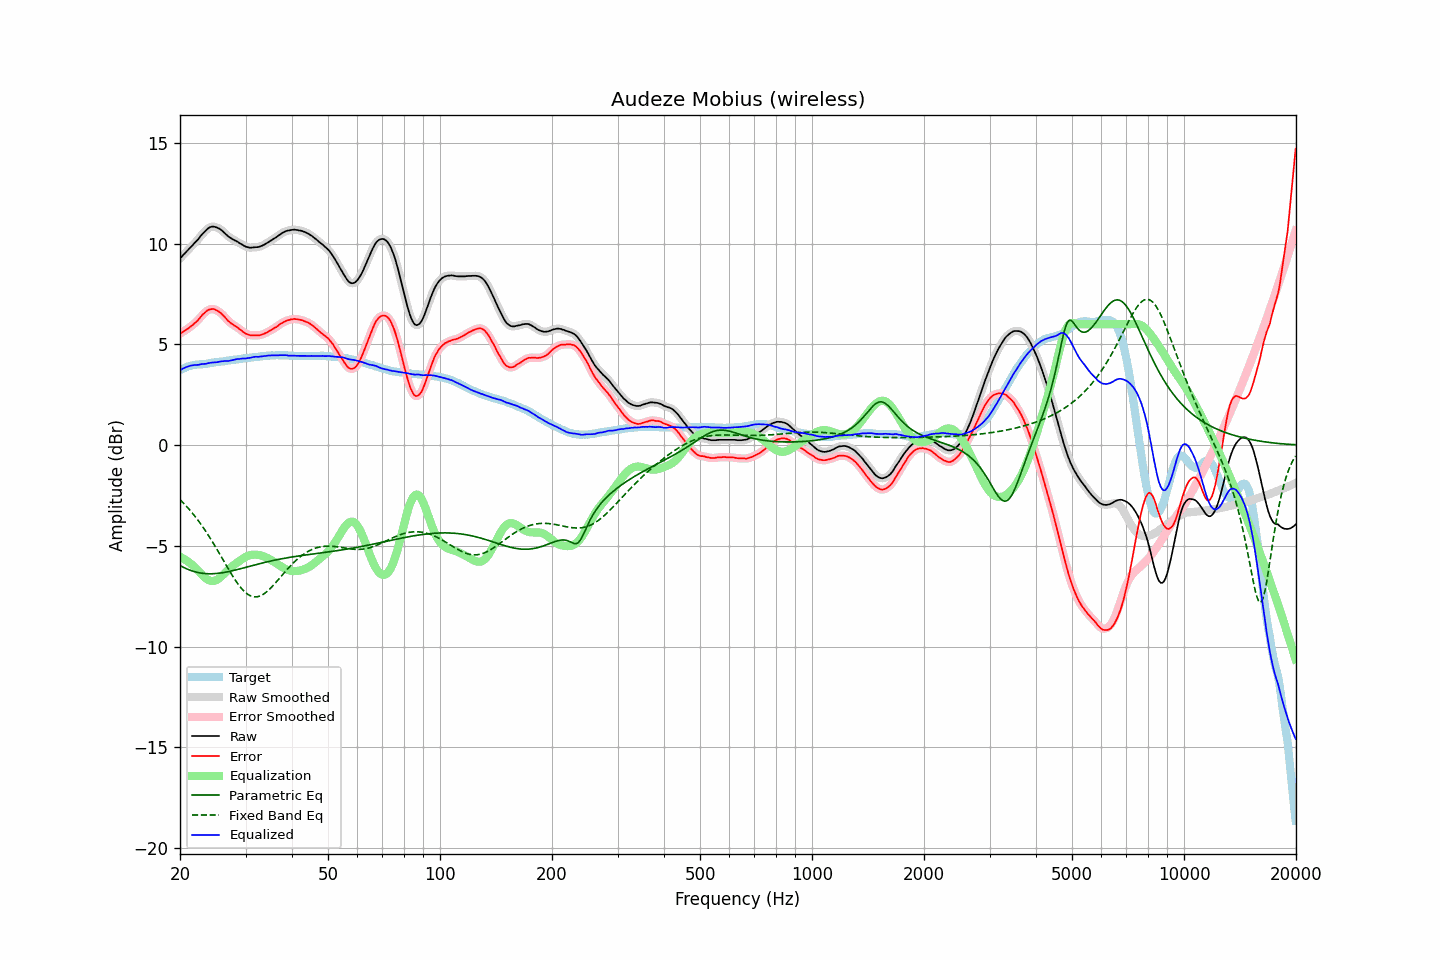 Audeze Mobius (wireless)
15
10
5
0
−5
−10
−15
−20
Amplitude (dBr)
Target
Raw Smoothed
Error Smoothed
Raw
Error
Equalization
Parametric Eq
Fixed Band Eq
Equalized
20 50 100 200 500 1000 2000 5000 10000 20000
Frequency (Hz)